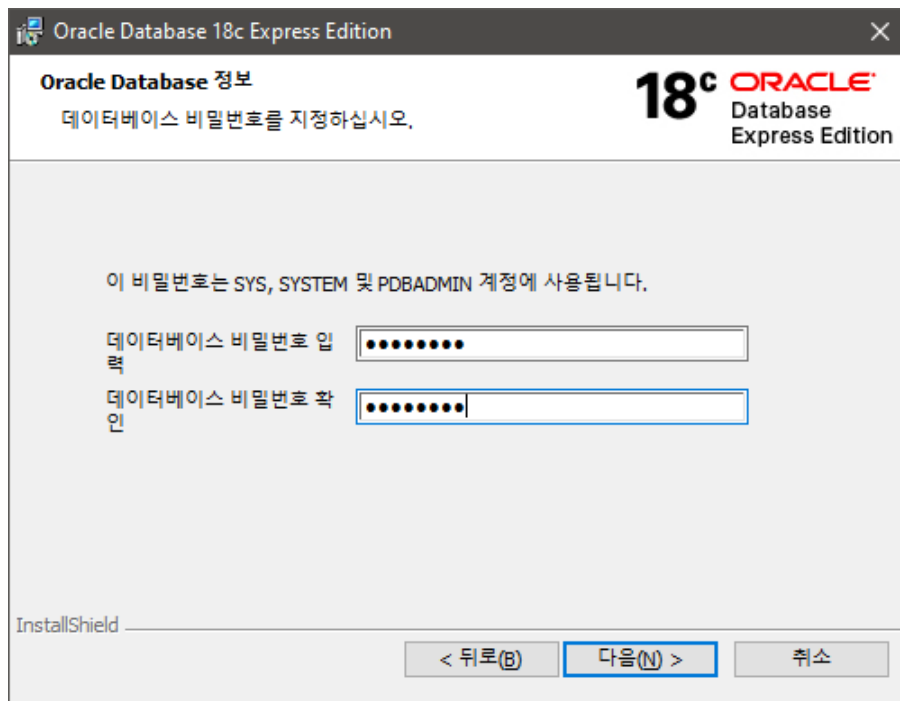 Oracle Database 18c Express Edition
Oracle Database 정보
데이터베이스 비밀번호를 지정하십시오.
18c ORACLE
Database
Express Edition
이 비밀번호는 SYS, SYSTEM 및 PDBADMIN 계정에 사용됩니다.
데이터베이스 비밀번호 입
력
●●●●●●●●
데이터베이스 비밀번호 확
인
●●●●●●●●
InstallShield
< 뒤로(B)
다음(N) >
취소